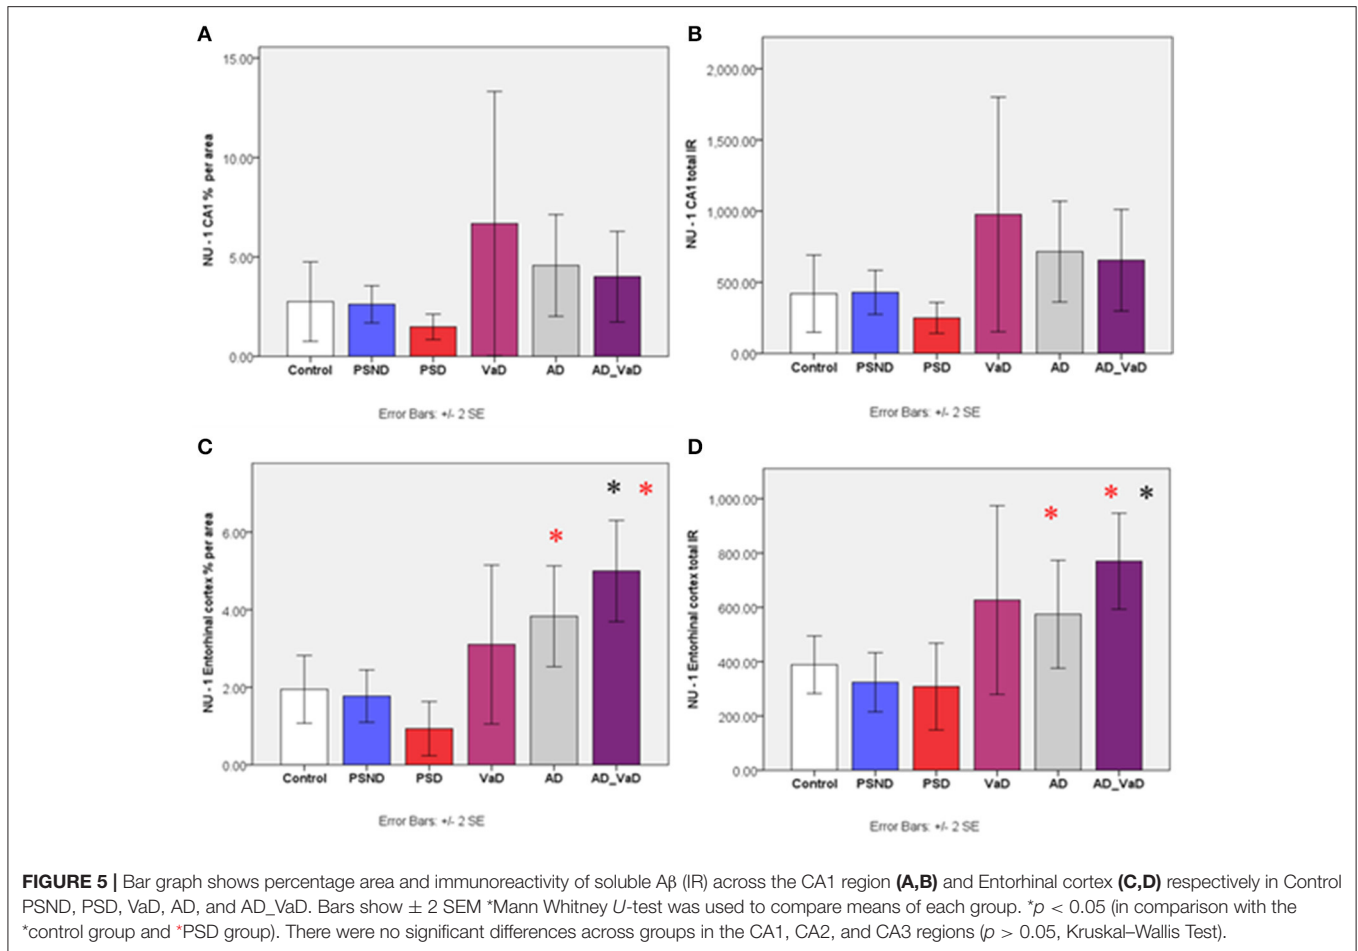 A
B
15.00
10.00
5.00
0.00
NU - 1 CA1 % per area
Control PSND PSD VaD AD AD_VaD
Error Bars: +/- 2 SE
2,000.00
1,500.00
1,000.00
500.00
0.00
NU - 1 CA1 total IR
Control PSND PSD VaD AD AD_VaD
Error Bars: +/- 2 SE
C
D
6.00
4.00
2.00
0.00
NU - 1 Entorhinal cortex % per area
* *
*
Control PSND PSD VaD AD AD_VaD
Error Bars: +/- 2 SE
1,000.00
800.00
600.00
400.00
200.00
0.00
NU - 1 Entorhinal cortex total IR
* *
*
Control PSND PSD VaD AD AD_VaD
Error Bars: +/- 2 SE
FIGURE 5 | Bar graph shows percentage area and immunoreactivity of soluble Aβ (IR) across the CA1 region (A,B) and Entorhinal cortex (C,D) respectively in Control
PSND, PSD, VaD, AD, and AD_VaD. Bars show ± 2 SEM *Mann Whitney U-test was used to compare means of each group. *p < 0.05 (in comparison with the
*control group and *PSD group). There were no significant differences across groups in the CA1, CA2, and CA3 regions (p > 0.05, Kruskal–Wallis Test).